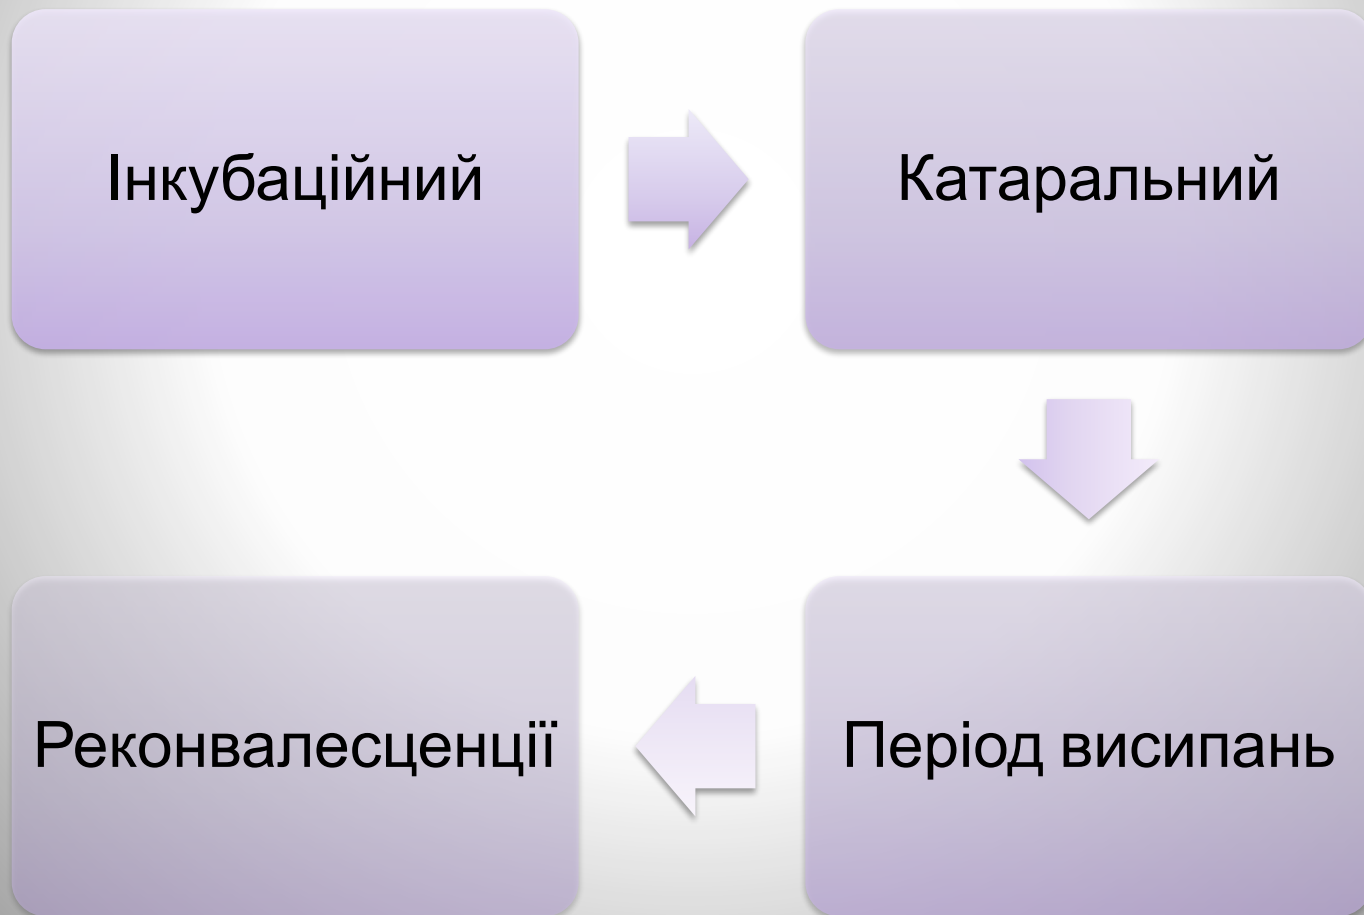 Інкубаційний
Катаральний
Період висипань
Реконвалесценції